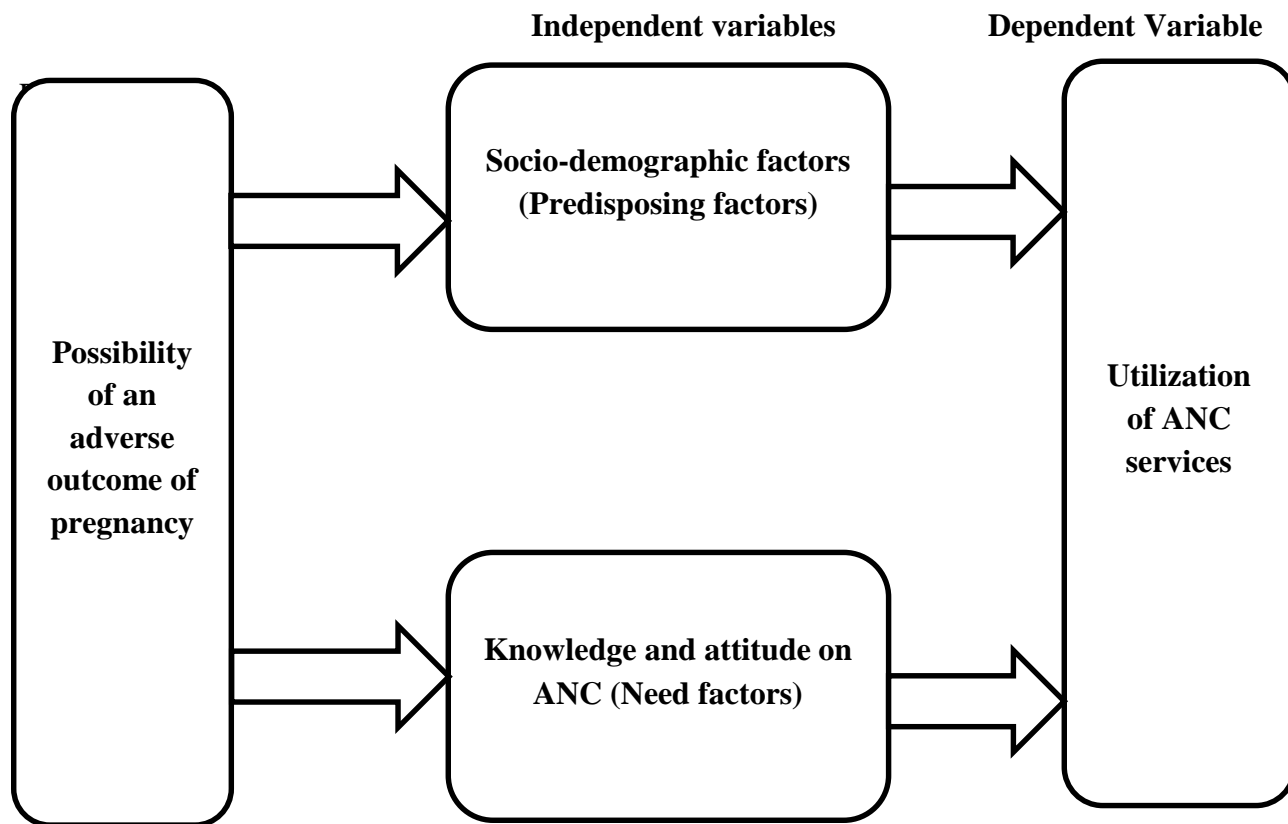 Independent variables
Dependent Variable
Possibility
of an
adverse
outcome of
pregnancy
Socio-demographic factors
(Predisposing factors)
Knowledge and attitude on
ANC (Need factors)
Utilization
of ANC
services